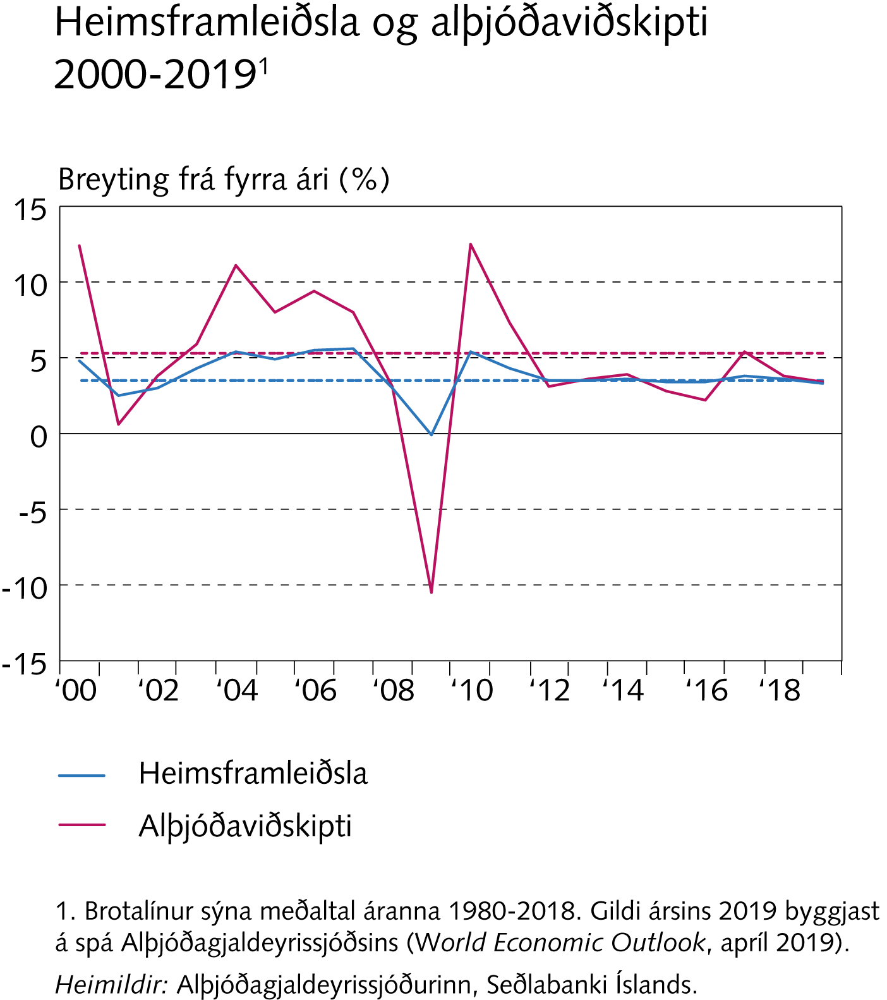 Heimsframleiðsla og alþjóðaviðskipti
2000-2019¹
Breyting frá fyrra ári (%)
15
10
5
0
-5
-10
-15
‘00 ‘02 ‘04 ‘06 ‘08 ‘10 ‘12 ‘14 ‘16 ‘18
Heimsframleiðsla
Alþjóðaviðskipti
1. Brotalínur sýna meðaltal áranna 1980-2018. Gildi ársins 2019 byggjast
á spá Alþjóðagjaldeyrissjóðsins (World Economic Outlook, apríl 2019).
Heimildir: Alþjóðagjaldeyrissjóðurinn, Seðlabanki Íslands.